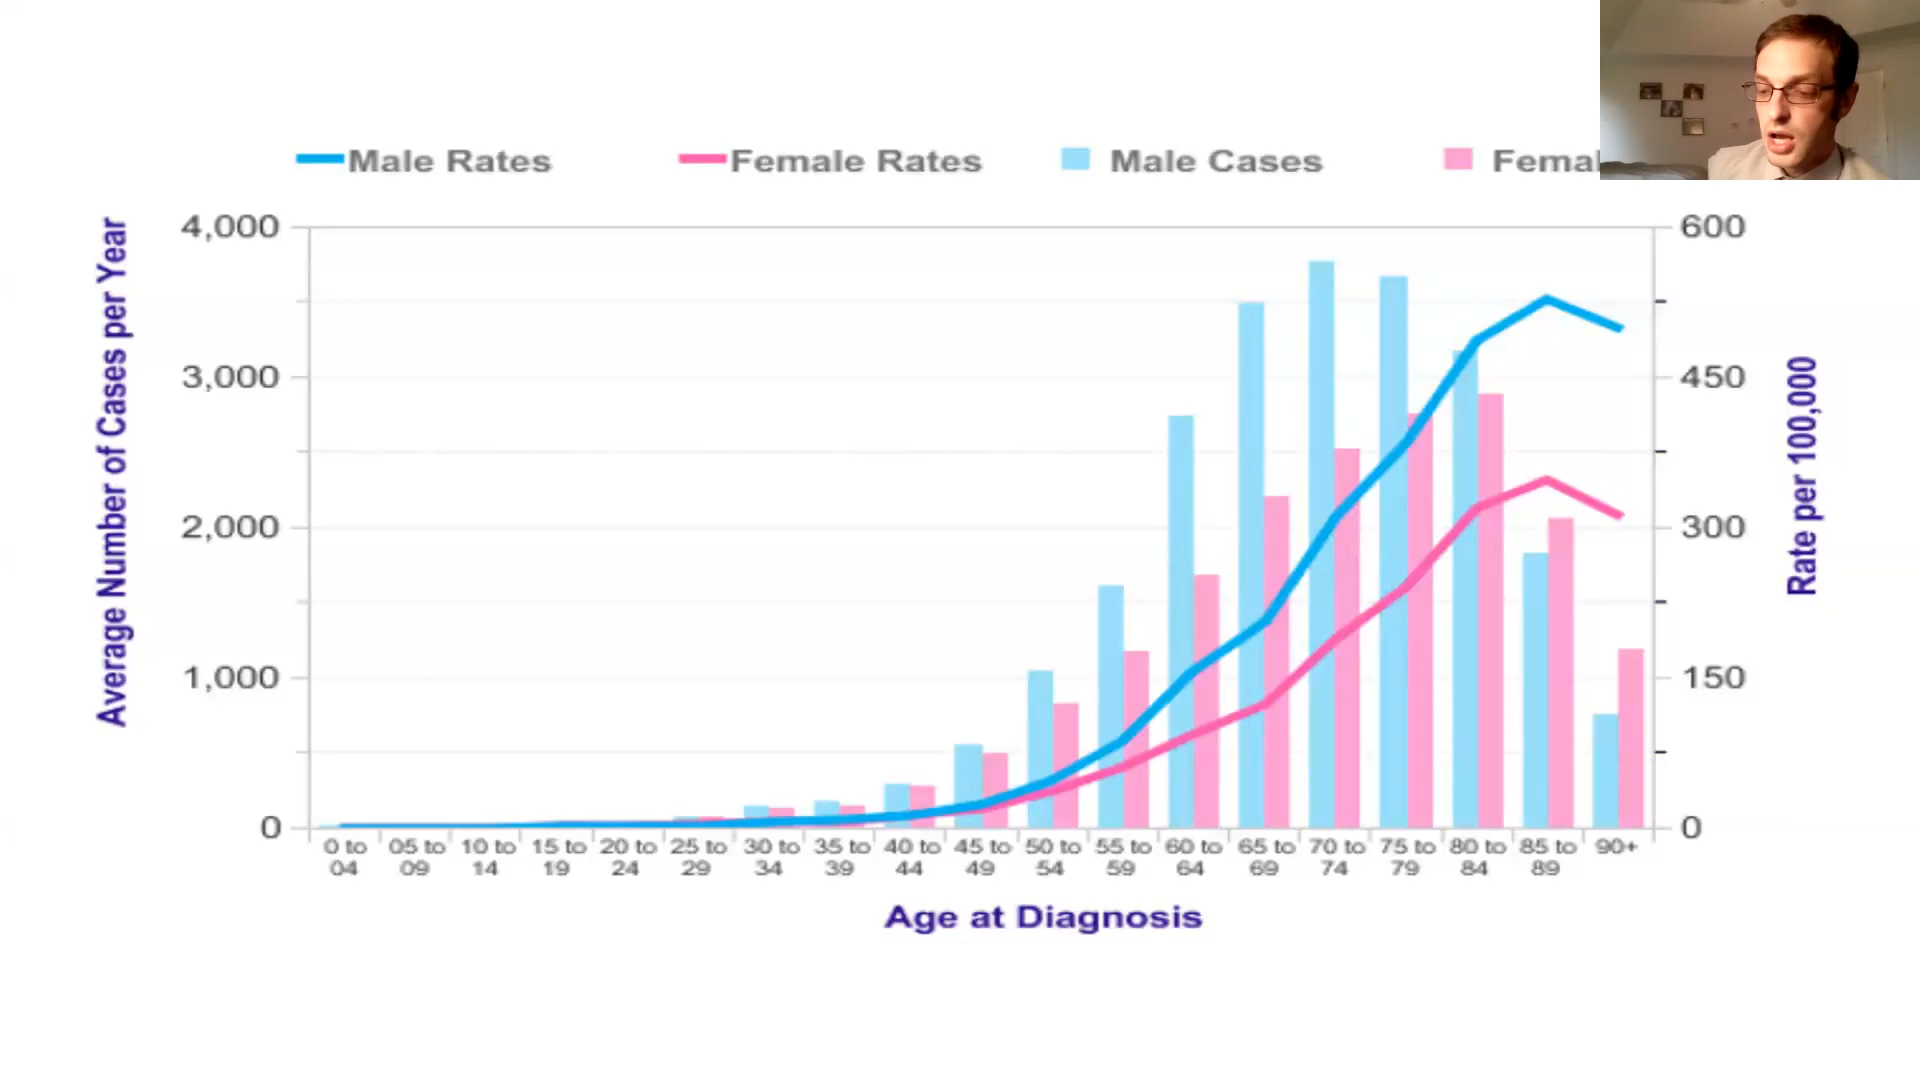 Male Rates
Female Rates
Male Cases
Femal
Average Number of Cases per Year
4,000
3,000
2,000
1,000
0
600
450
300
150
0
Rate per 100,000
0 to
04
05 to
09
10 to
14
15 to
19
20 to
24
25 to
29
30 to
34
35 to
39
40 to
44
45 to
49
50 to
54
55 to
59
60 to
64
65 to
69
70 to
74
75 to
79
80 to
84
85 to
89
90+
Age at Diagnosis